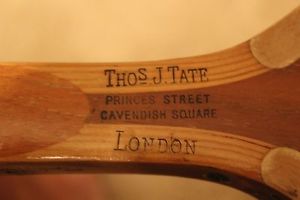 THOS J. TATE
PRINCES STREET
CAVENDISH SQUARE
LONDON